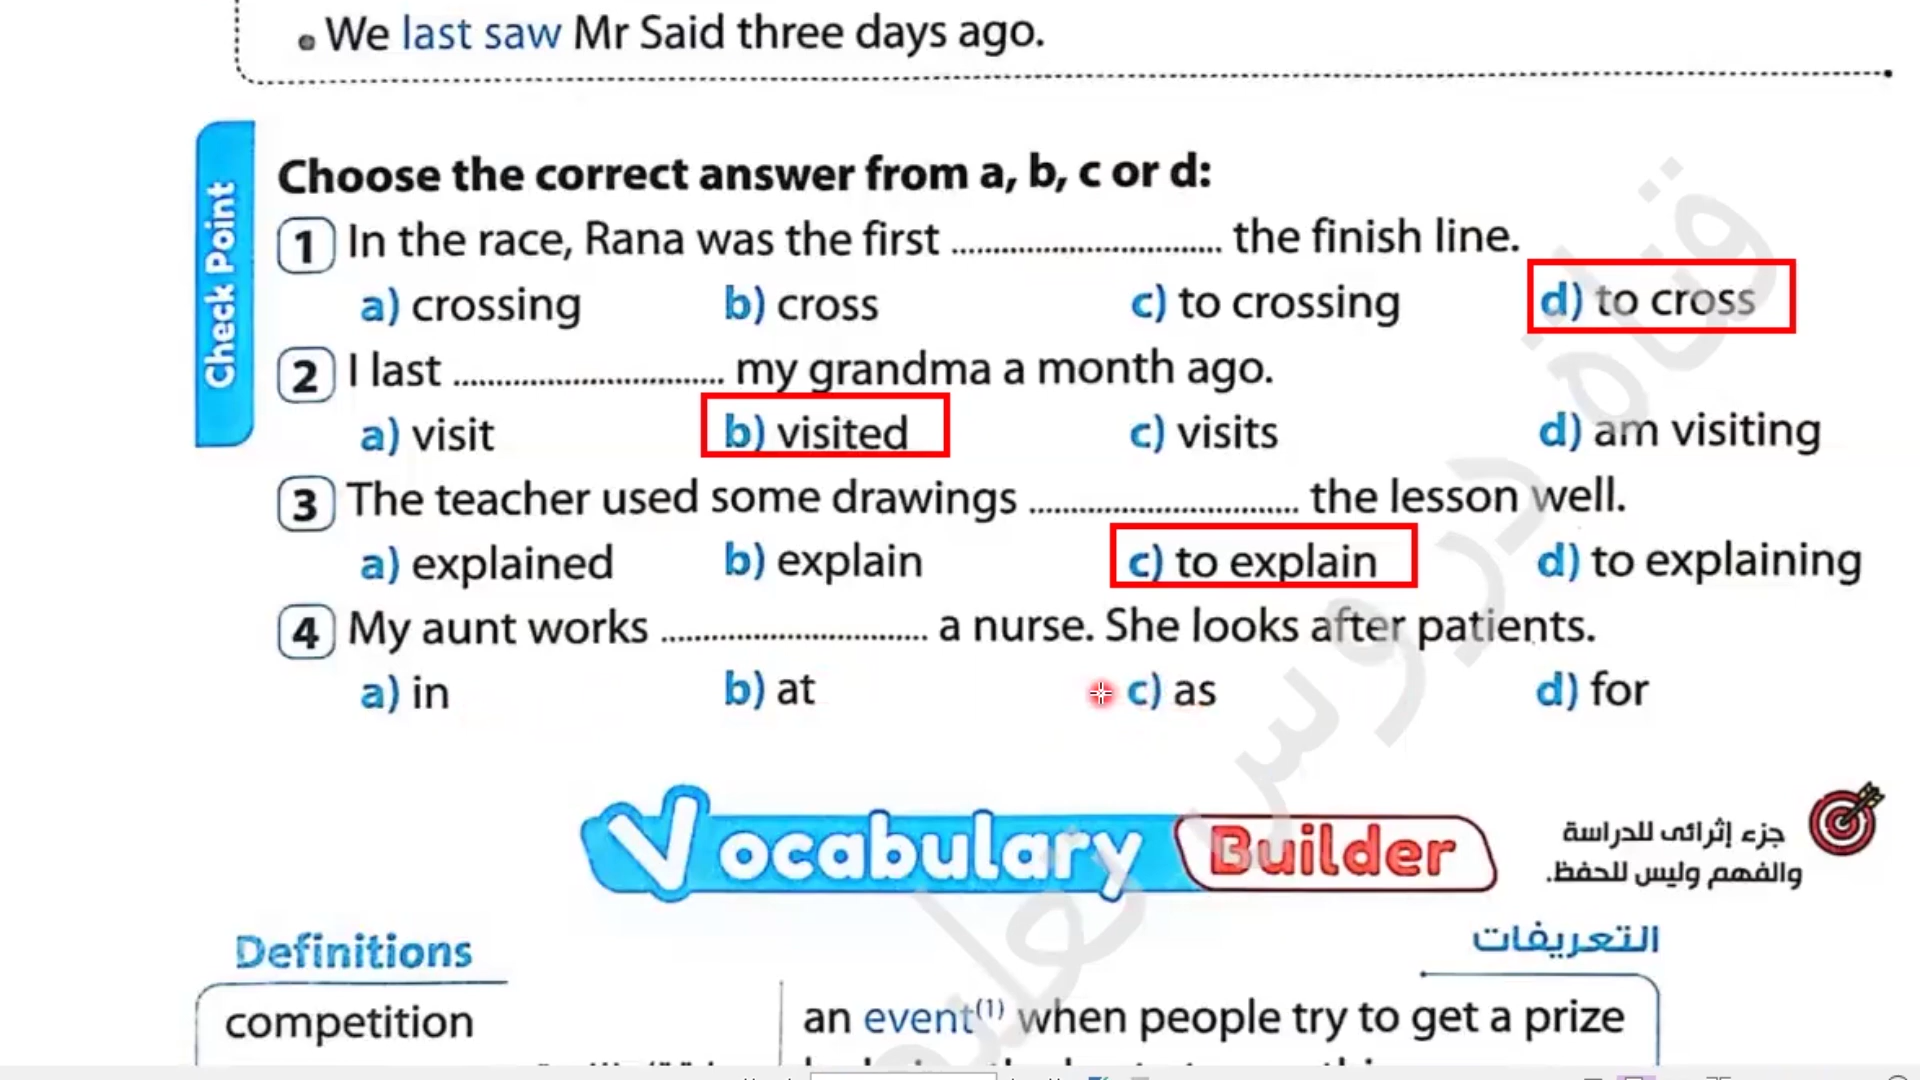 We last saw Mr Said three days ago.
Check Point
Choose the correct answer from a, b, c or d:
1 In the race, Rana was the first .............................. the finish line.
a) crossing b) cross c) to crossing d) to cross
2 I last .............................. my grandma a month ago.
a) visit b) visited c) visits d) am visiting
3 The teacher used some drawings .............................. the lesson well.
a) explained b) explain c) to explain d) to explaining
4 My aunt works .............................. a nurse. She looks after patients.
a) in b) at c) as d) for
Vocabulary Builder
جزء إثرائى للدراسة
والفهم وليس للحفظ.
Definitions التعريفات
competition an event(1) when people try to get a prize
قناة دروس